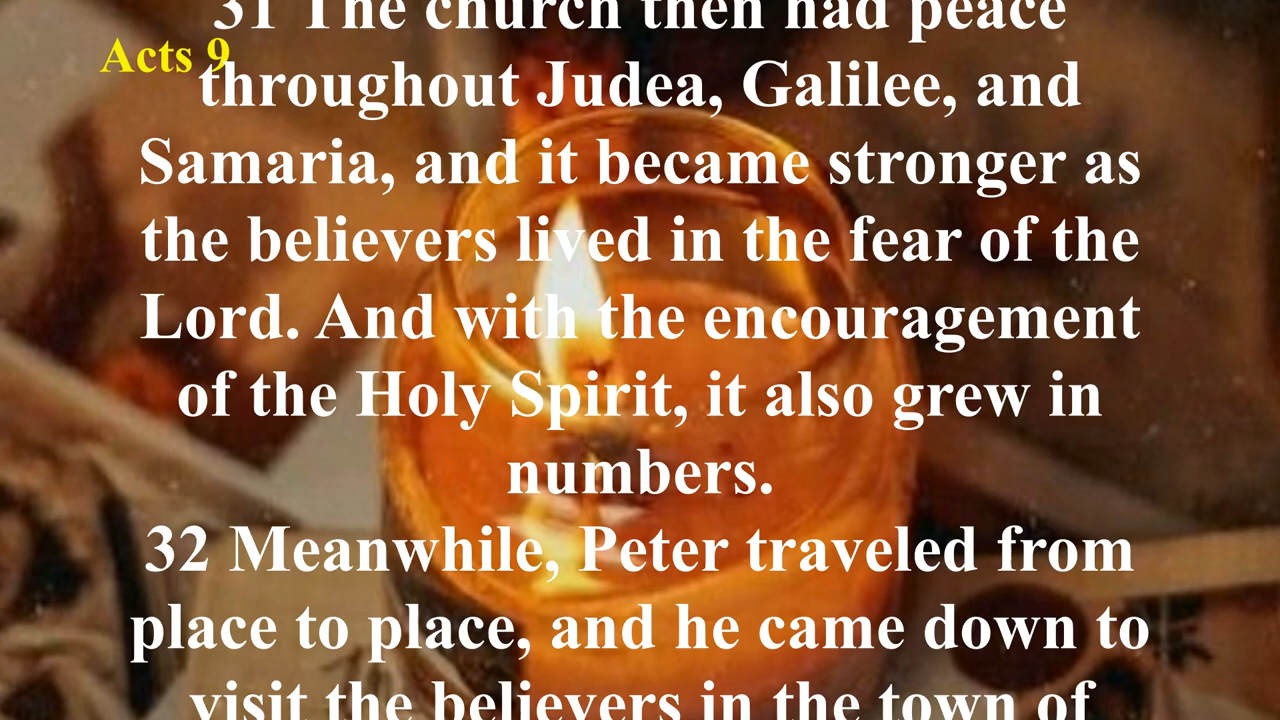 31 The church then had peace
Acts 9
throughout Judea, Galilee, and
Samaria, and it became stronger as
the believers lived in the fear of the
Lord. And with the encouragement
of the Holy Spirit, it also grew in
numbers.
32 Meanwhile, Peter traveled from
place to place, and he came down to
visit the believers in the town of